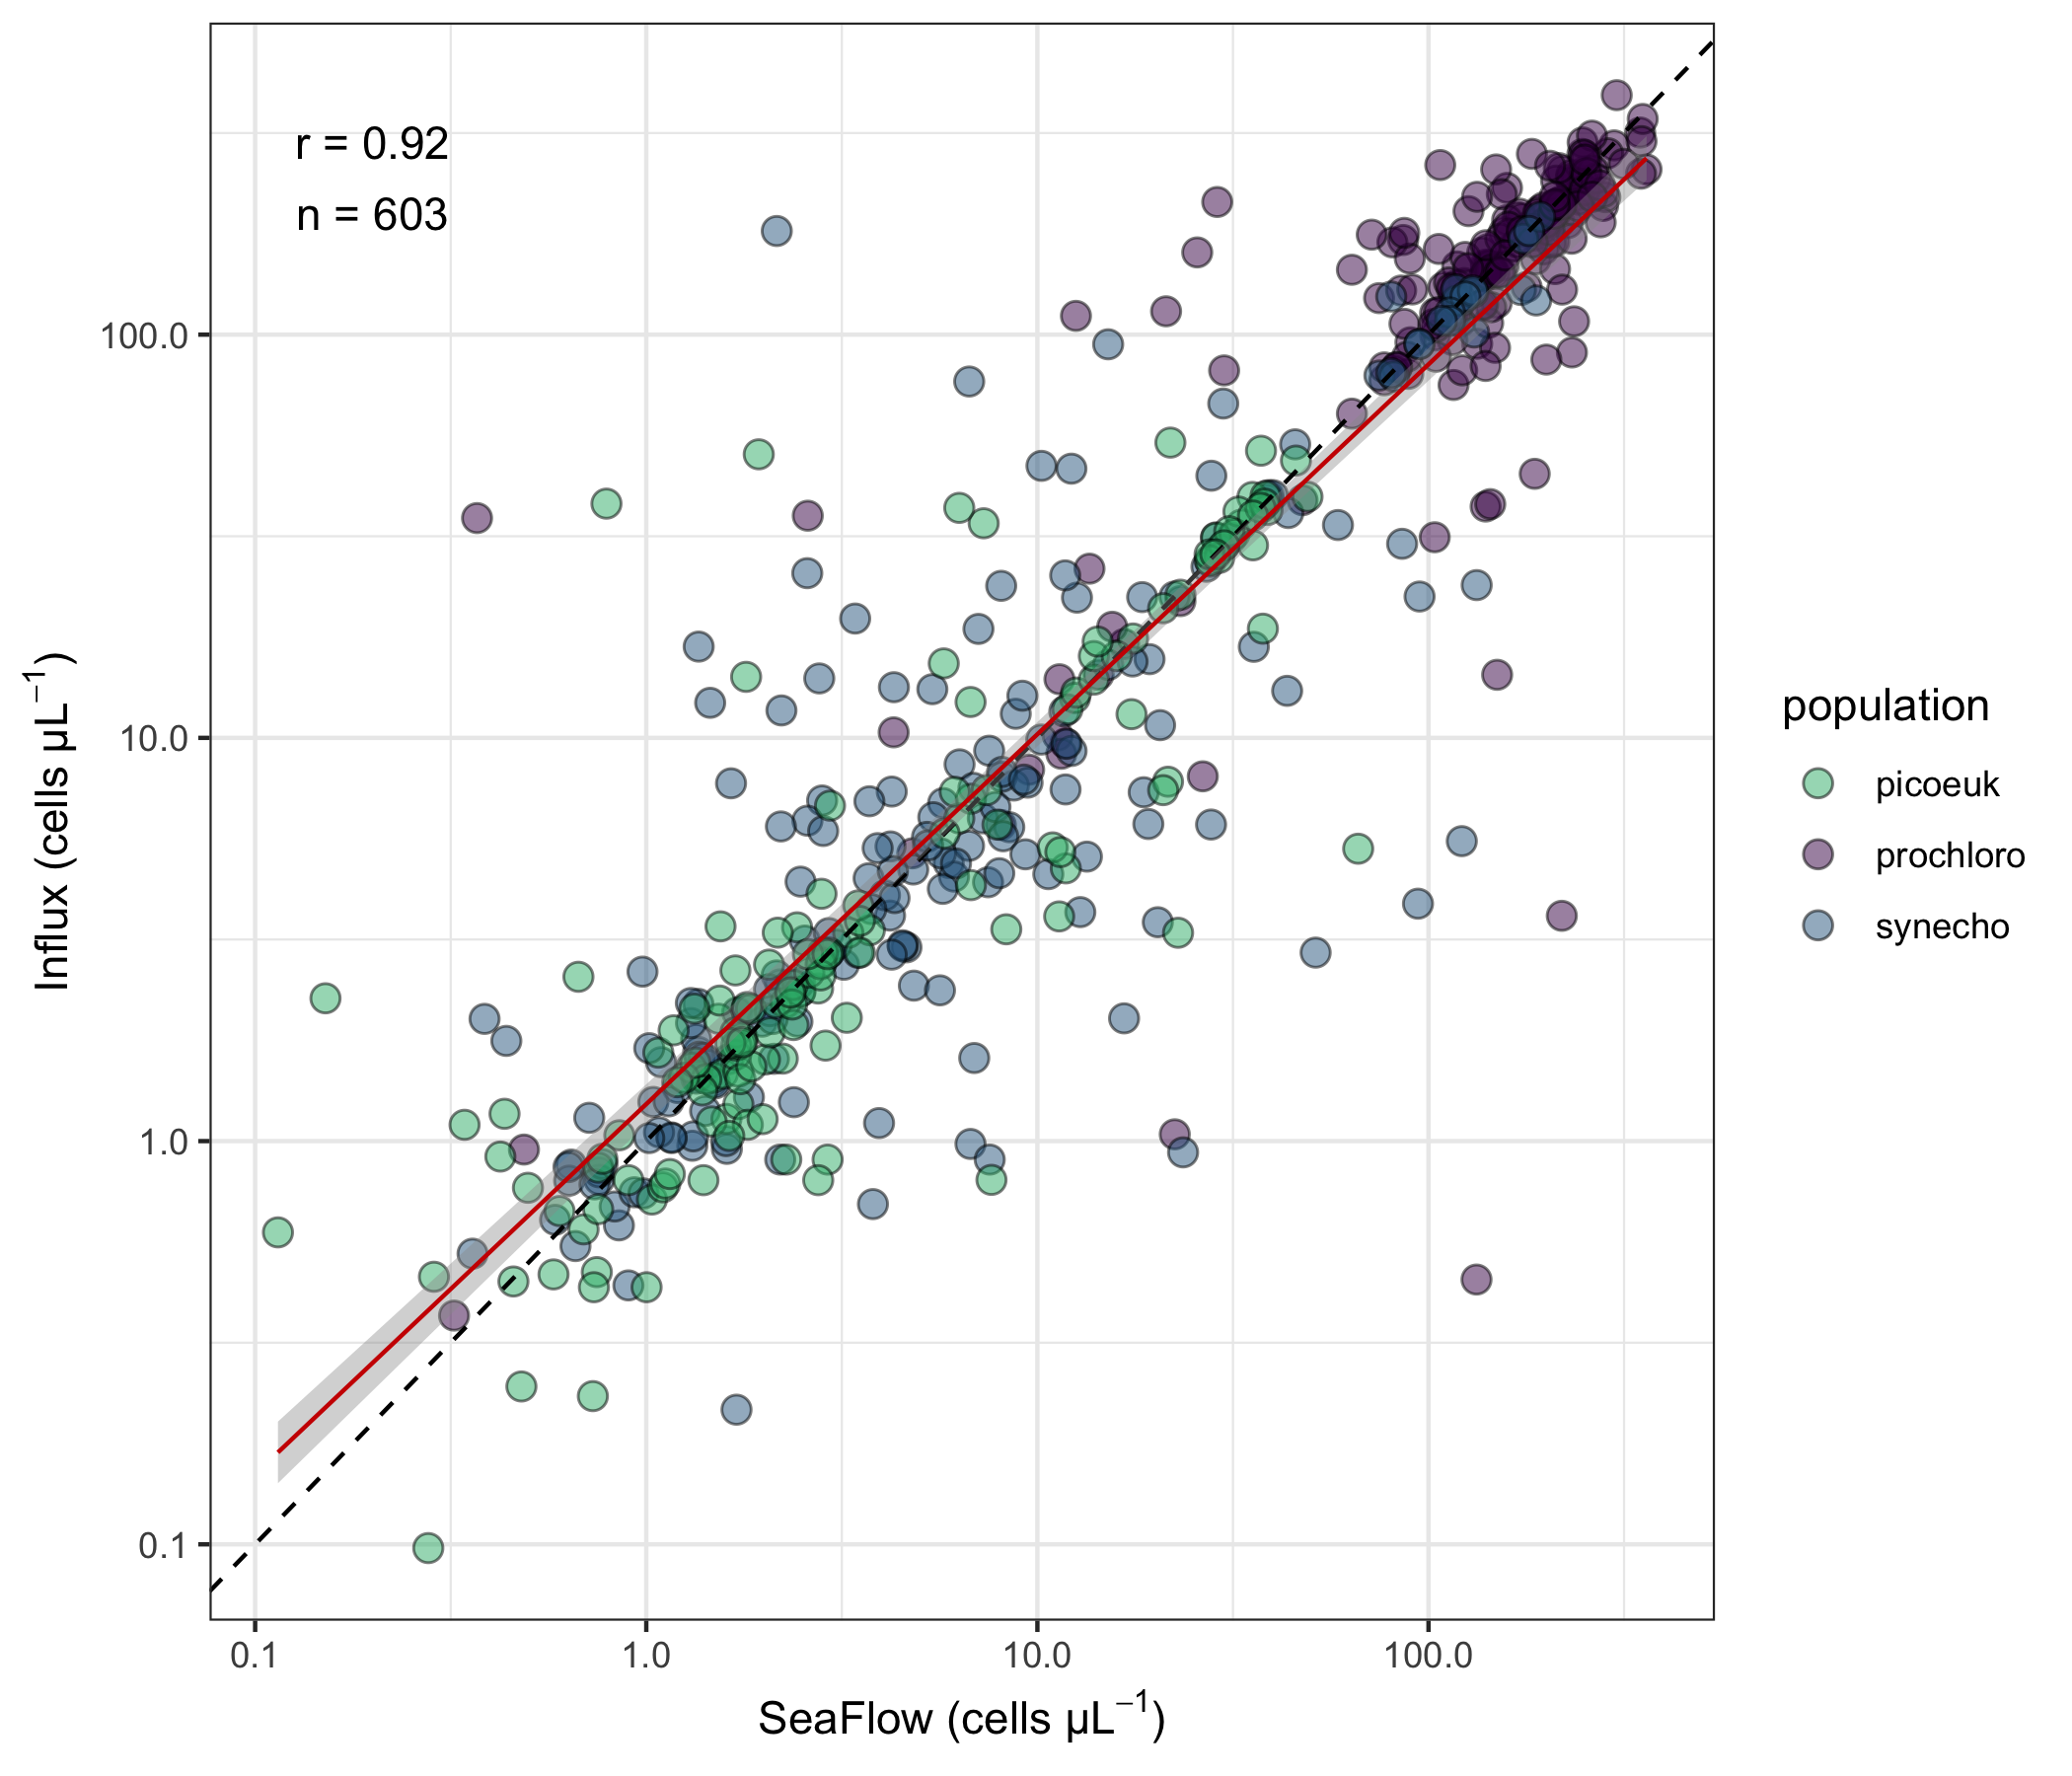 r = 0.92
n = 603
100.0
10.0
1.0
0.1
Influx (cells µL⁻¹)
0.1 1.0 10.0 100.0
SeaFlow (cells µL⁻¹)
population
picoeuk
prochloro
synecho